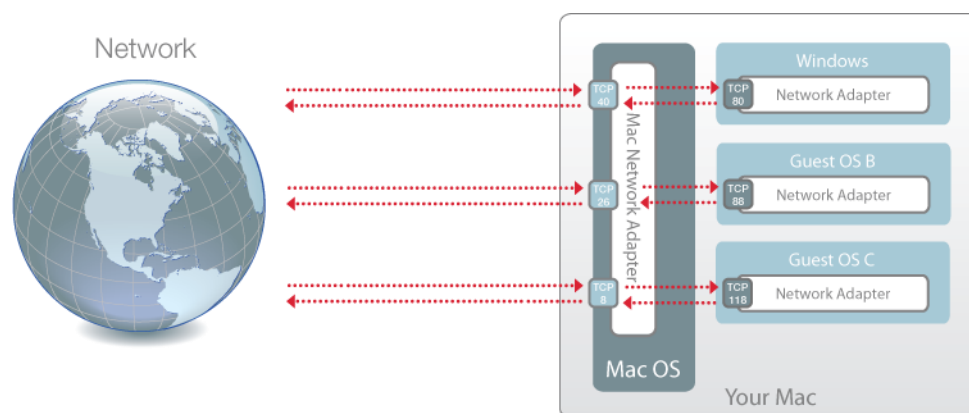 Network
Windows
TCP
40
TCP
80
Network Adapter
Mac Network Adapter
Guest OS B
TCP
26
TCP
88
Network Adapter
Guest OS C
TCP
8
TCP
118
Network Adapter
Mac OS
Your Mac